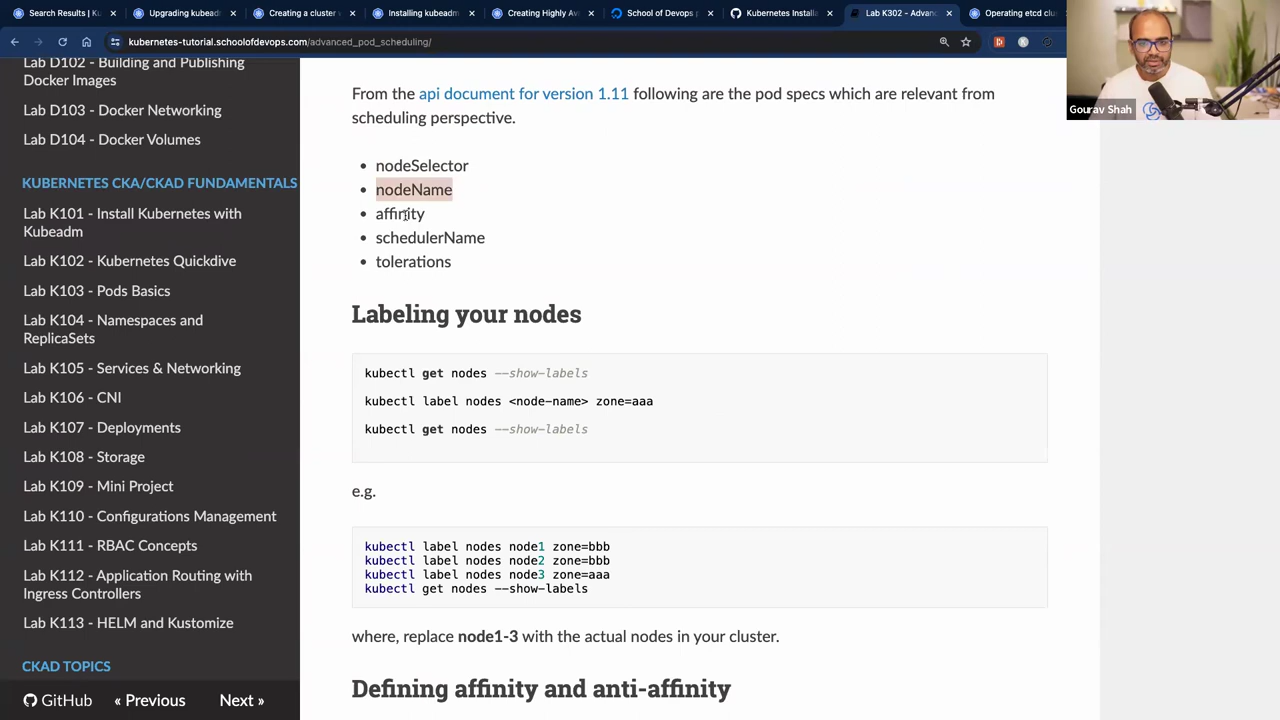 Search Results | Ku
Upgrading kubeadm
Creating a cluster w
Installing kubeadm
Creating Highly Ava
School of Devops
Kubernetes Installa
Lab K302 - Advanc
Operating etcd clus
kubernetes-tutorial.schoolofdevops.com/advanced_pod_scheduling/
Gourav Shah
Lab D102 - Building and Publishing
Docker Images
Lab D103 - Docker Networking
Lab D104 - Docker Volumes
KUBERNETES CKA/CKAD FUNDAMENTALS
Lab K101 - Install Kubernetes with
Kubeadm
Lab K102 - Kubernetes Quickdive
Lab K103 - Pods Basics
Lab K104 - Namespaces and
ReplicaSets
Lab K105 - Services & Networking
Lab K106 - CNI
Lab K107 - Deployments
Lab K108 - Storage
Lab K109 - Mini Project
Lab K110 - Configurations Management
Lab K111 - RBAC Concepts
Lab K112 - Application Routing with
Ingress Controllers
Lab K113 - HELM and Kustomize
CKAD TOPICS
GitHub « Previous Next »
From the api document for version 1.11 following are the pod specs which are relevant from
scheduling perspective.
• nodeSelector
• nodeName
• affinity
• schedulerName
• tolerations
Labeling your nodes
kubectl get nodes --show-labels
kubectl label nodes <node-name> zone=aaa
kubectl get nodes --show-labels
e.g.
kubectl label nodes node1 zone=bbb
kubectl label nodes node2 zone=bbb
kubectl label nodes node3 zone=aaa
kubectl get nodes --show-labels
where, replace node1-3 with the actual nodes in your cluster.
Defining affinity and anti-affinity